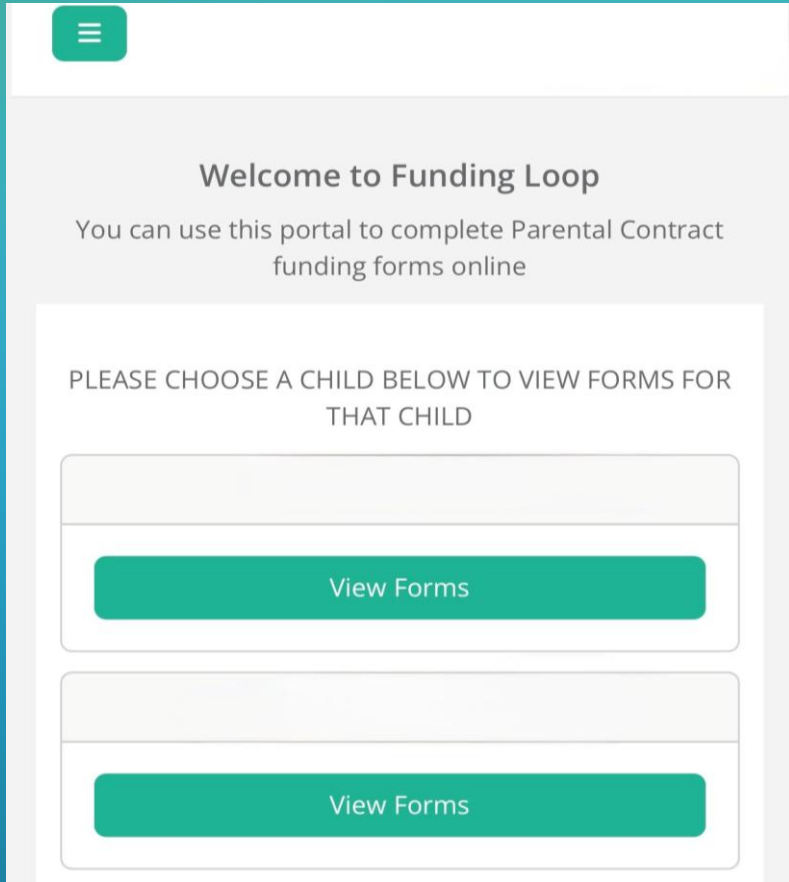 Welcome to Funding Loop
You can use this portal to complete Parental Contract
funding forms online
PLEASE CHOOSE A CHILD BELOW TO VIEW FORMS FOR
THAT CHILD
View Forms
View Forms